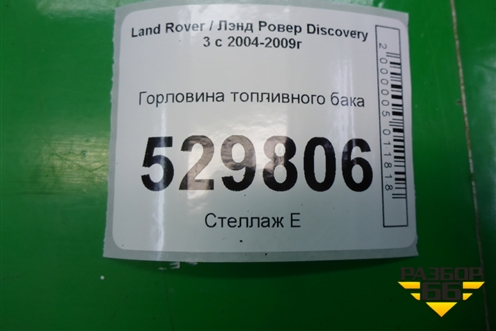 Land Rover / Лэнд Ровер Discovery
3 с 2004-2009г
Горловина топливного бака
529806
Стеллаж Е
2000005011818
РАЗБОР
66